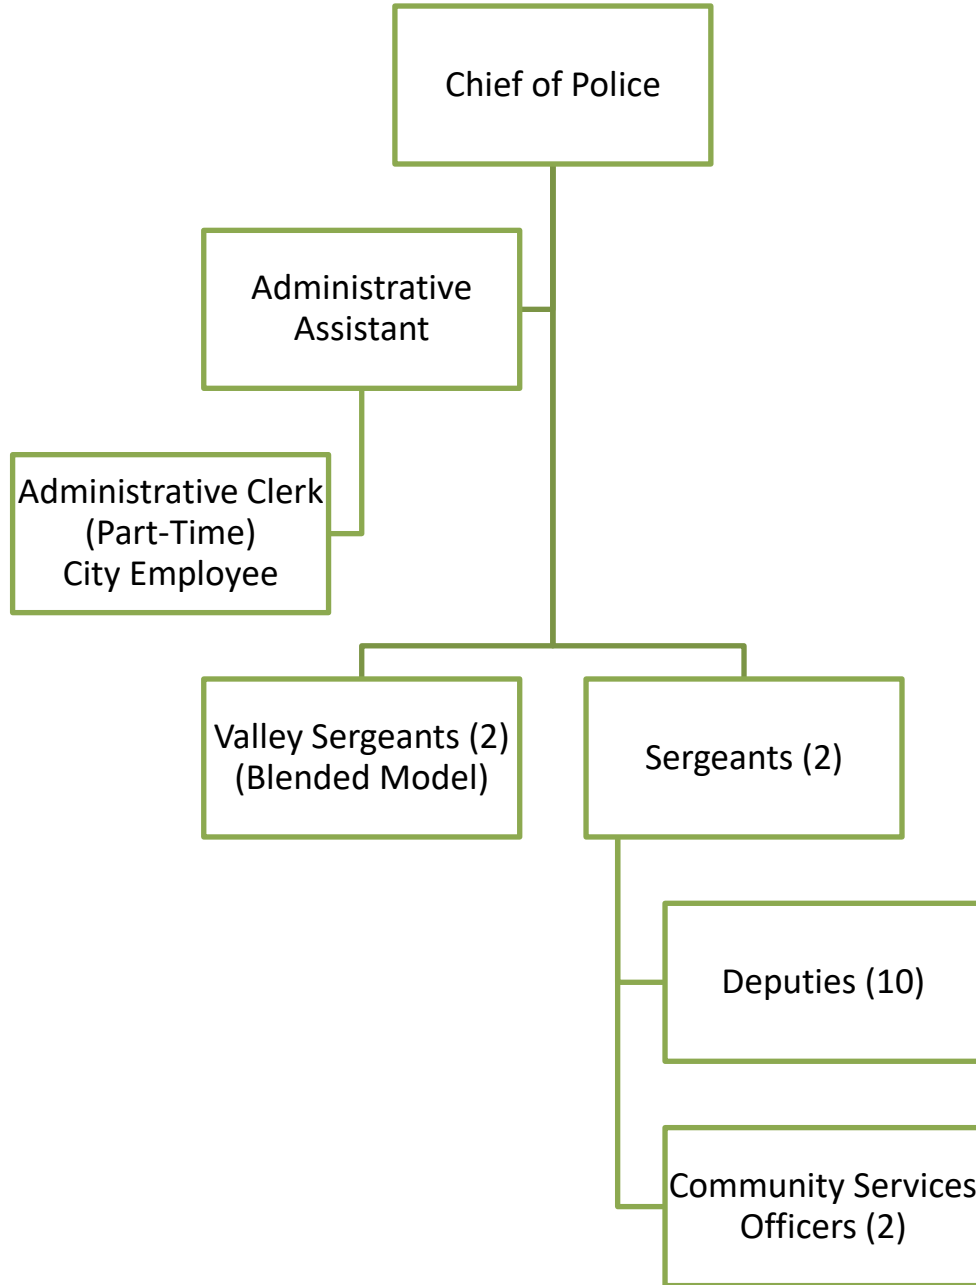 Chief of Police
Administrative
Assistant
Administrative Clerk
(Part-Time)
City Employee
Valley Sergeants (2)
(Blended Model)
Sergeants (2)
Deputies (10)
Community Services
Officers (2)